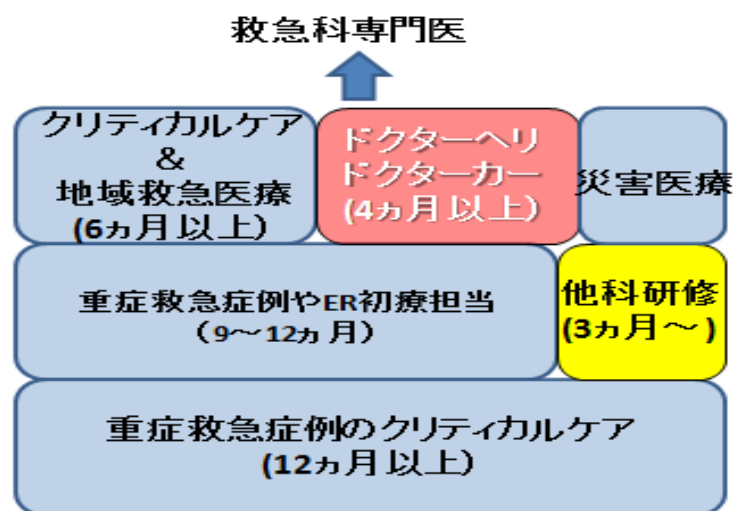 救急科専門医
クリティカルケア
&
地域救急医療
(6ヵ月以上)
ドクターヘリ
ドクターカー
(4ヵ月以上)
災害医療
重症救急症例やER初療担当
（9～12ヵ月）
他科研修
(3ヵ月～)
重症救急症例のクリティカルケア
(12ヵ月以上)